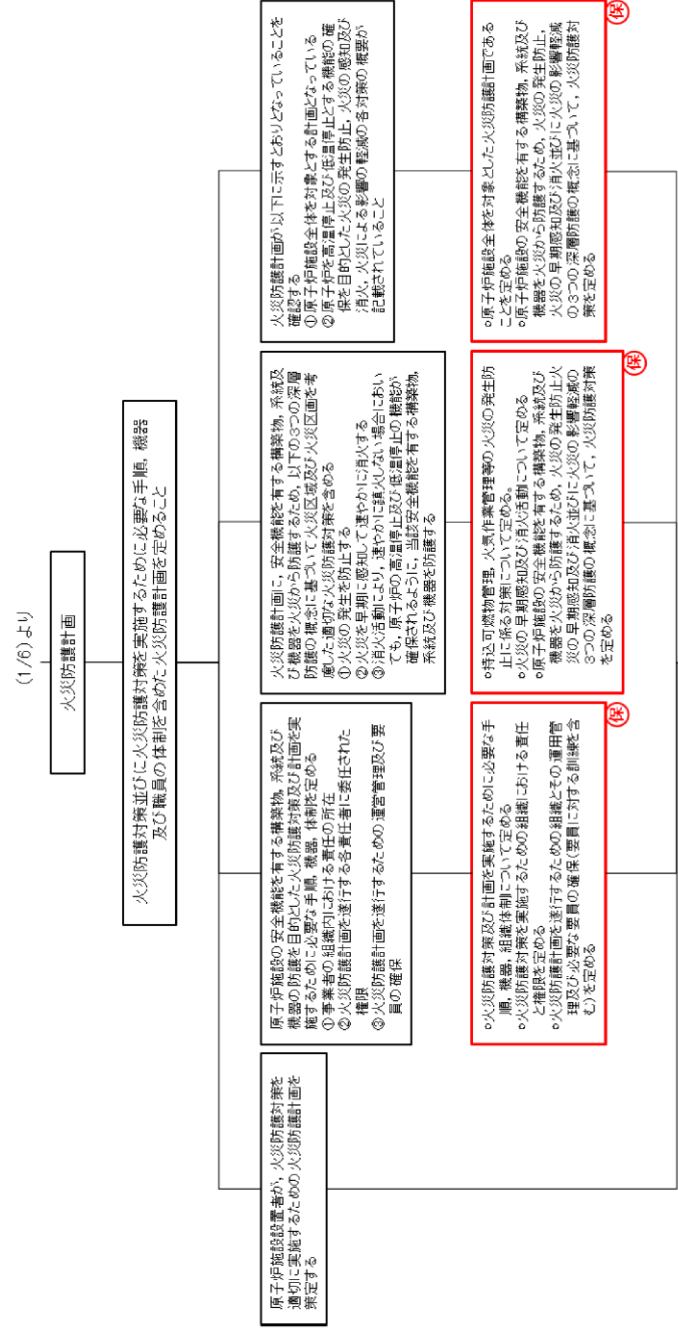 (1/6)より
火災防護計画
火災防護対策並びに火災防護対策を実施するために必要な手順，機器
及び職員の体制を含めた火災防護計画を定めること
原子炉施設設置者が，火災防護対策を
適切に実施するための火災防護計画を
策定する
原子炉施設の安全機能を有する構築物，系統及び
機器の防護を目的とした火災防護対策及び計画を実
施するために必要な手順，機器，体制を定める
①事業者の組織内における責任の所在
②火災防護計画を遂行する各責任者に委任された
権限
③火災防護計画を遂行するための運営管理及び要
員の確保
火災防護計画に，安全機能を有する構築物，系統及
び機器を火災から防護するため，以下の3つの深層
防護の概念に基づいて火災区域及び火災区画を考
慮した適切な火災防護対策を含める
①火災の発生を防止する
②火災を早期に感知して速やかに消火する
③消火活動により，速やかに鎮火しない場合におい
ても，原子炉の高温停止及び低温停止の機能が
確保されるように，当該安全機能を有する構築物，
系統及び機器を防護する
火災防護計画が以下に示すとおりとなっていることを
確認する
①原子炉施設全体を対象とする計画となっている
②原子炉を高温停止及び低温停止とする機能の確
保を目的とした火災の発生防止，火災の感知及び
消火，火災による影響の軽減の各対策の概要が
記載されていること
○火災防護対策及び計画を実施するために必要な手
順，機器，組織体制について定める
○火災防護対策を実施するための組織における責任
と権限を定める
○火災防護計画を遂行するための組織とその運用管
理及び必要な要員の確保(要員に対する訓練を含
む)を定める
保
○持込可燃物管理，火気作業管理等の火災の発生防
止に係る対策について定める。
○火災の早期感知及び消火活動について定める
○原子炉施設の安全機能を有する構築物，系統及び
機器を火災から防護するため，火災の発生防止火
災の早期感知及び消火並びに火災の影響軽減の
3つの深層防護の概念に基づいて，火災防護対策
を定める
保
○原子炉施設全体を対象とした火災防護計画である
ことを定める
○原子炉施設の安全機能を有する構築物，系統及び
機器を火災から防護するため，火災の発生防止，
火災の早期感知及び消火並びに火災の影響軽減
の3つの深層防護の概念に基づいて，火災防護対
策を定める
保